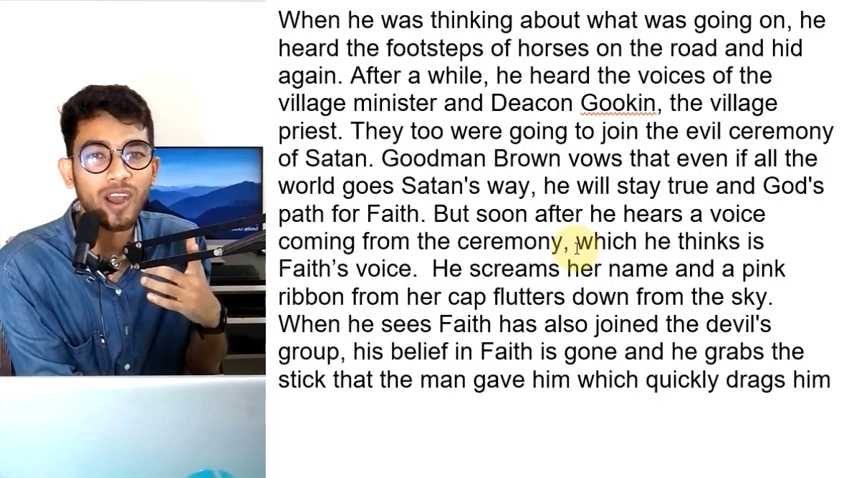 When he was thinking about what was going on, he
heard the footsteps of horses on the road and hid
again. After a while, he heard the voices of the
village minister and Deacon Gookin, the village
priest. They too were going to join the evil ceremony
of Satan. Goodman Brown vows that even if all the
world goes Satan's way, he will stay true and God's
path for Faith. But soon after he hears a voice
coming from the ceremony, which he thinks is
Faith’s voice.  He screams her name and a pink
ribbon from her cap flutters down from the sky.
When he sees Faith has also joined the devil's
group, his belief in Faith is gone and he grabs the
stick that the man gave him which quickly drags him